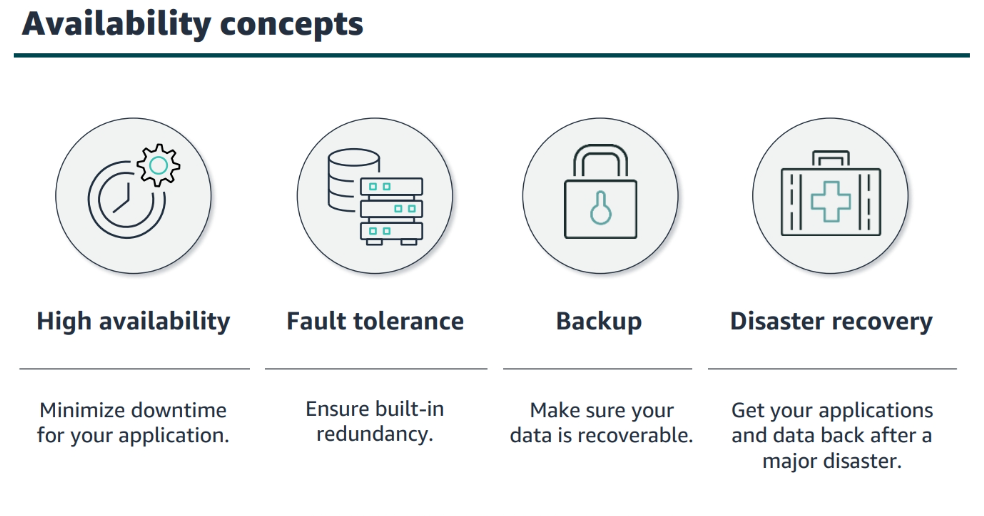 Availability concepts
High availability
Fault tolerance
Backup
Disaster recovery
Minimize downtime
for your application.
Ensure built-in
redundancy.
Make sure your
data is recoverable.
Get your applications
and data back after a
major disaster.